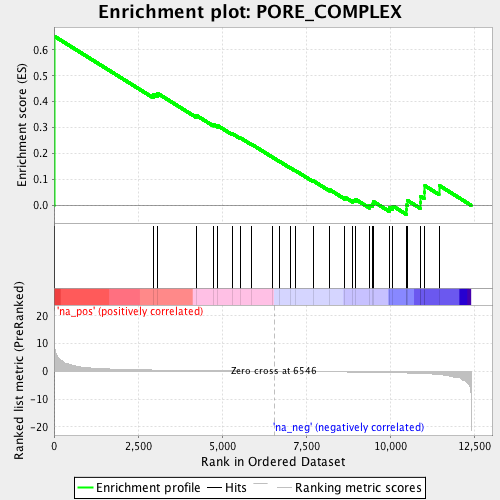 Enrichment plot: PORE_COMPLEX
Enrichment score (ES)
0.6
0.5
0.4
0.3
0.2
0.1
0.0
Ranked list metric (PreRanked)
'na_pos' (positively correlated)
20
10
0
-10
-20
Zero cross at 6546
'na_neg' (negatively correlated)
0 2,500 5,000 7,500 10,000 12,500
Rank in Ordered Dataset
Enrichment profile Hits Ranking metric scores